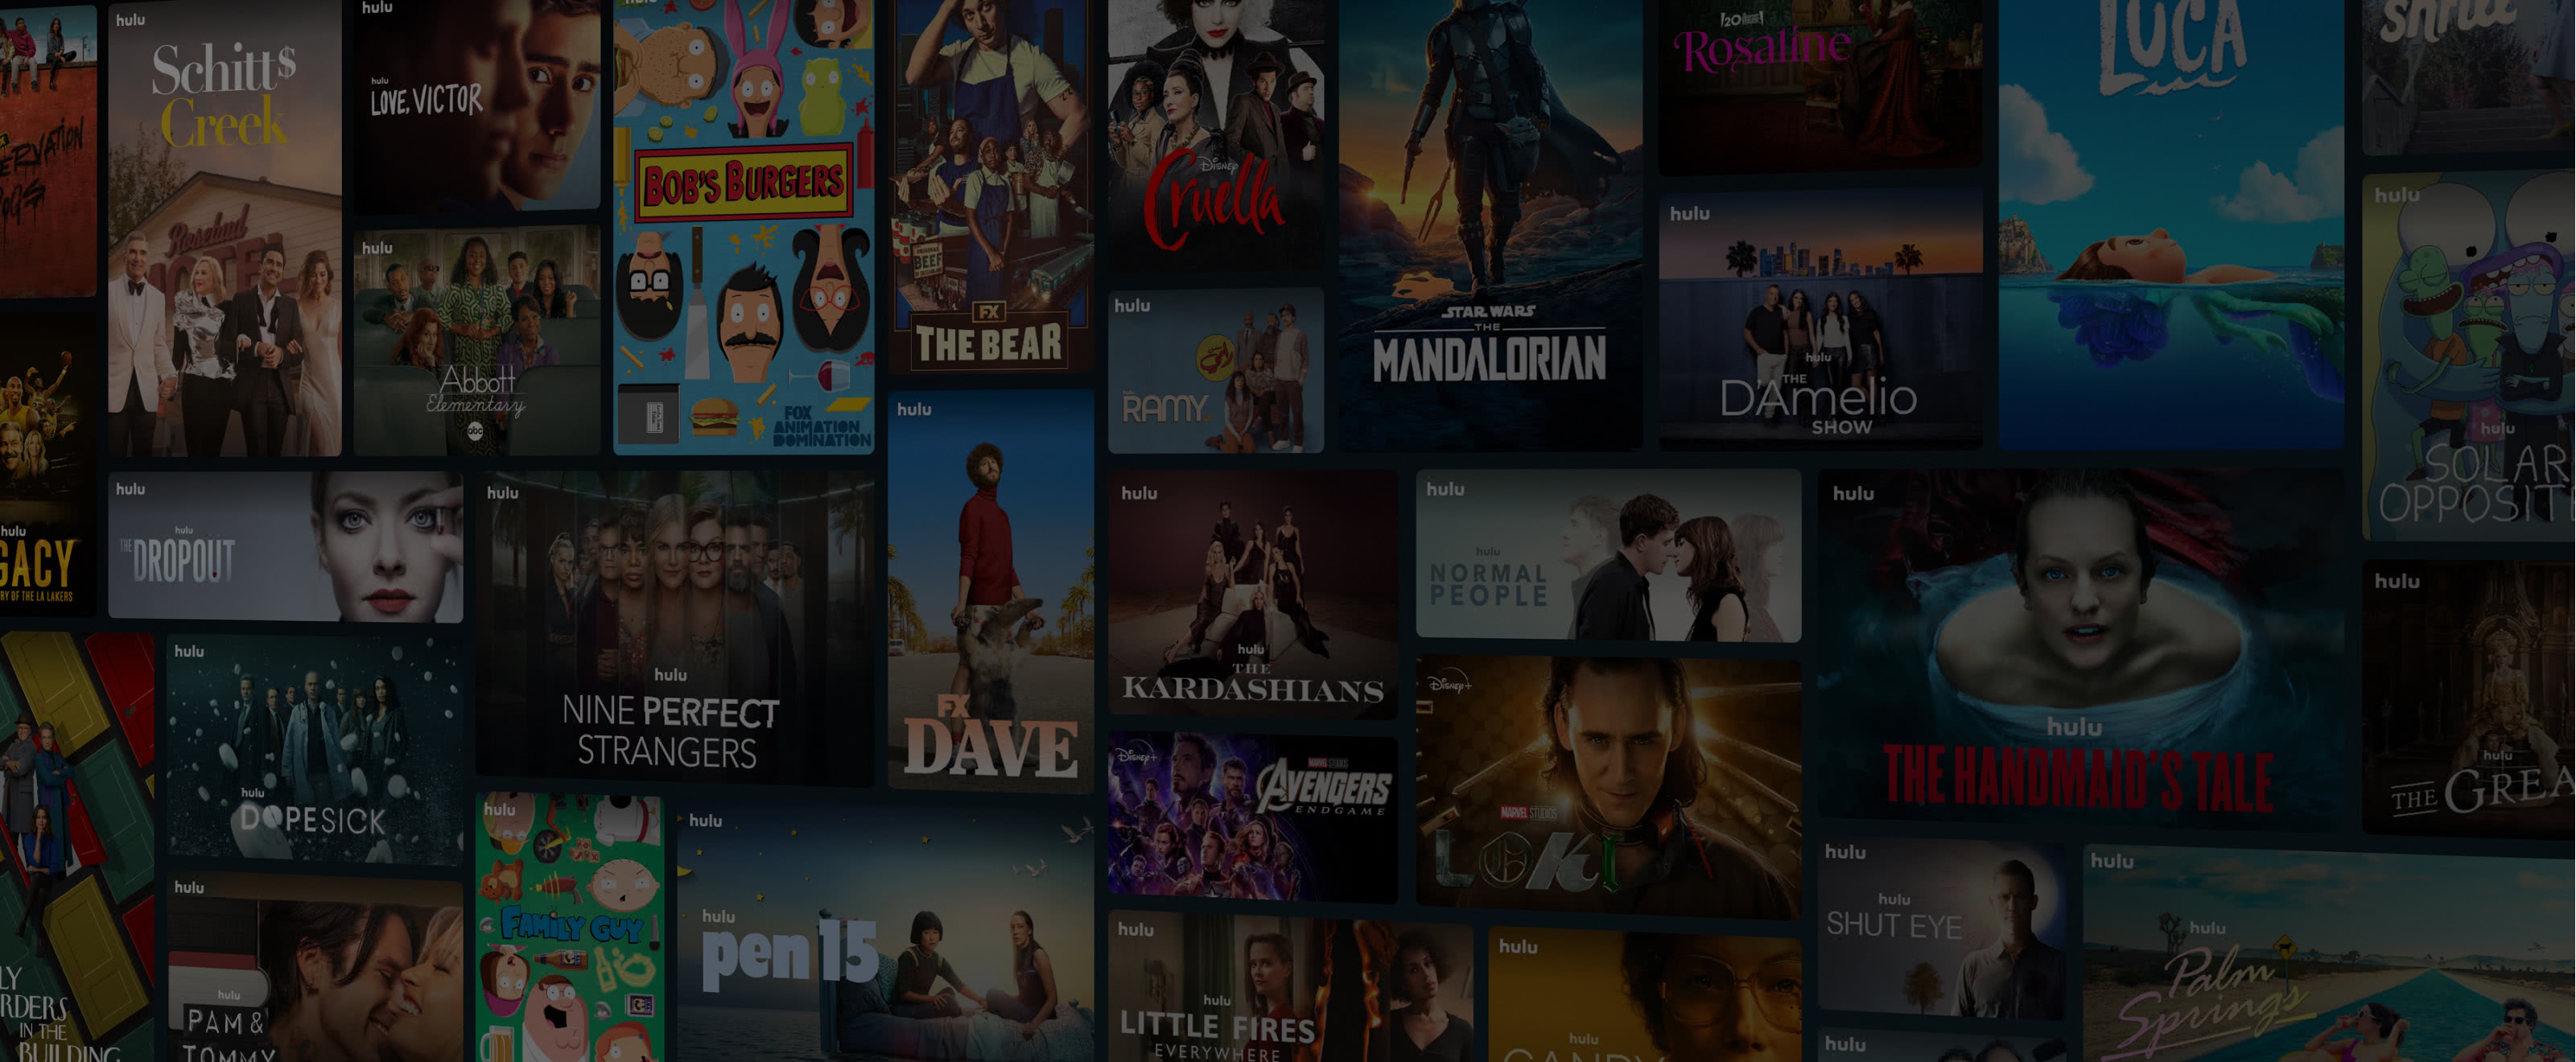 ERVATION
OGS
hulu
GACY
RY OF THE LA LAKERS
LY
RDERS
IN THE
BUILDING
hulu
Schitt$
Creek
Rosebud
MOTEL
hulu
hulu
LOVE, VICTOR
hulu
Abbott
Elementary
abc
hulu
hulu
THE DROPOUT
hulu
hulu
DOPESICK
hulu
hulu
PAM &
TOMMY
BOB'S BURGERS
FOX
ANIMATION
DOMINATION
hulu
hulu
NINE PERFECT
STRANGERS
hulu
FAMILY GUY
hulu
hulu
pen15
ORIGINAL
BEEF
FX
THE BEAR
hulu
FX
DAVE
Disney
Cruella
hulu
RAMY
hulu
hulu
THE
KARDASHIANS
Disney+
MARVEL STUDIOS
AVENGERS
ENDGAME
hulu
hulu
LITTLE FIRES
EVERYWHERE
STAR WARS
THE
MANDALORIAN
hulu
hulu
NORMAL
PEOPLE
Disney+
MARVEL STUDIOS
LOKI
hulu
hulu
CANDY
20
Rosaline
hulu
hulu
THE
D'Amelio
SHOW
LUCA
hulu
hulu
THE HANDMAID'S TALE
hulu
hulu
SHUT EYE
hulu
hulu
hulu
Palm
Springs
shrill
hulu
hulu
SOLAR
OPPOSIT
hulu
hulu
THE GREA